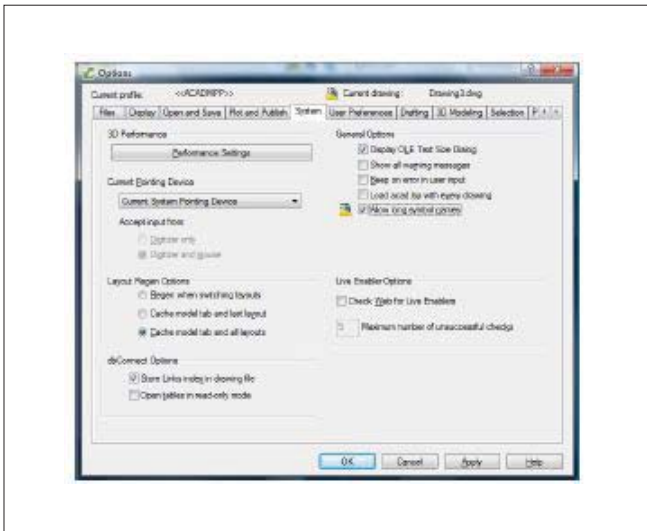 Options
Current profile: <<ACADMPP>> Current drawing: Drawing3.dwg
Files Display Open and Save Plot and Publish System User Preferences Drafting 3D Modeling Selection P
3D Performance
Performance Settings
Current Pointing Device
Current System Pointing Device
Accept input from:
Digitizer only
Digitizer and mouse
Layout Regen Options
Regen when switching layouts
Cache model tab and last layout
Cache model tab and all layouts
dbConnect Options
Store Links index in drawing file
Open tables in read-only mode
General Options
Display OLE Text Size Dialog
Show all warning messages
Beep on error in user input
Load acad.lsp with every drawing
Allow long symbol names
Live Enabler Options
Check Web for Live Enablers
5 Maximum number of unsuccessful checks
OK Cancel Apply Help